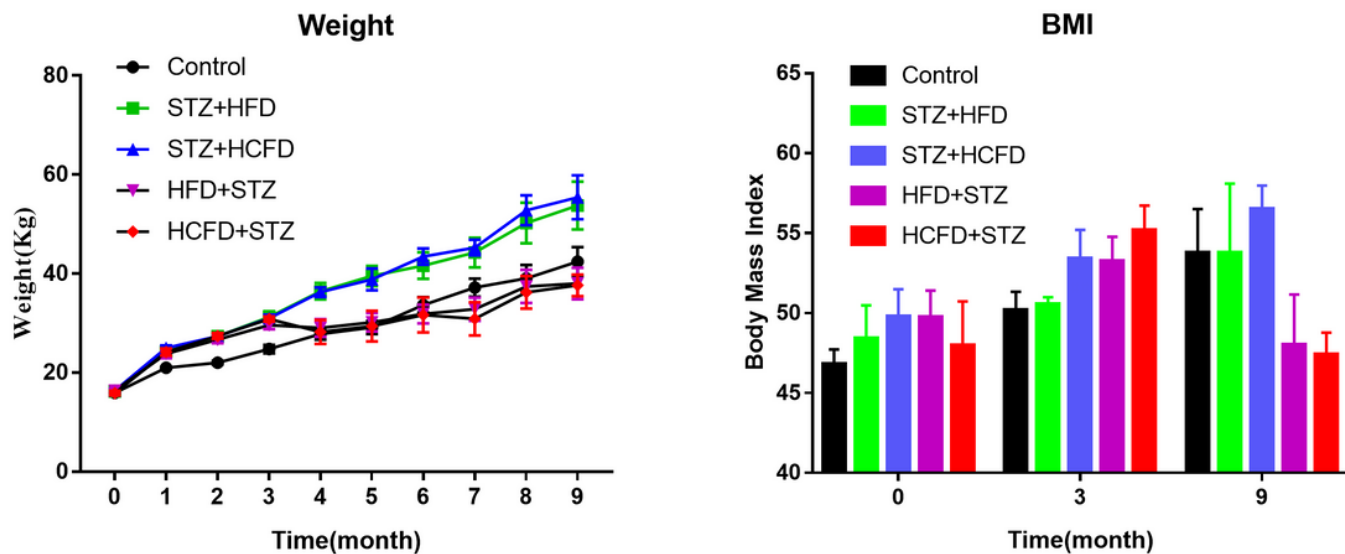 Weight
Control
STZ+HFD
STZ+HCFD
HFD+STZ
HCFD+STZ
80
60
40
20
0
Weight(Kg)
0 1 2 3 4 5 6 7 8 9
Time(month)
BMI
Control
STZ+HFD
STZ+HCFD
HFD+STZ
HCFD+STZ
65
60
55
50
45
40
Body Mass Index
0 3 9
Time(month)